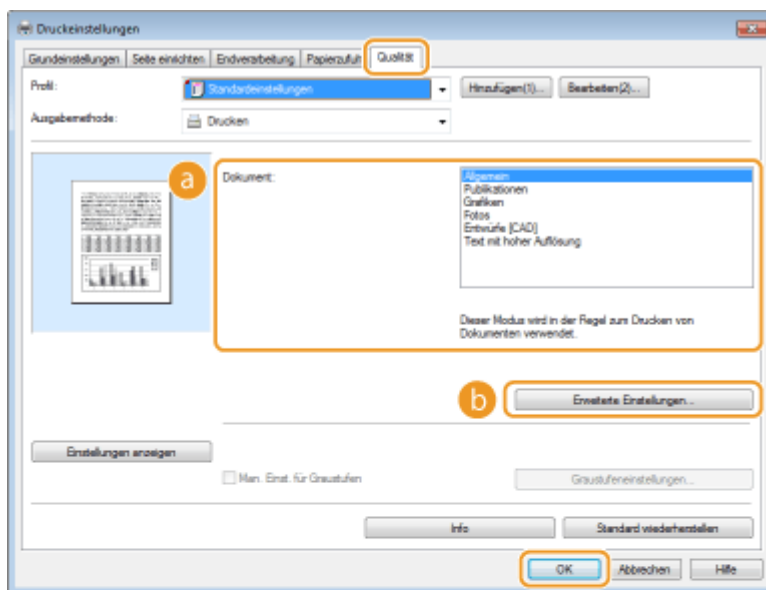 Druckeinstellungen
Grundeinstellungen Seite einrichten Endverarbeitung Papierzufuhr Qualität
Profil: Standardeinstellungen Hinzufügen(1)... Bearbeiten(2)...
Ausgabemethode: Drucken
a
Dokument: Allgemein
Publikationen
Grafiken
Fotos
Entwürfe [CAD]
Text mit hoher Auflösung
Dieser Modus wird in der Regel zum Drucken von
Dokumenten verwendet.
b Erweiterte Einstellungen...
Einstellungen anzeigen
Man. Einst. für Graustufen Graustufeneinstellungen...
Info Standard wiederherstellen
OK Abbrechen Hilfe